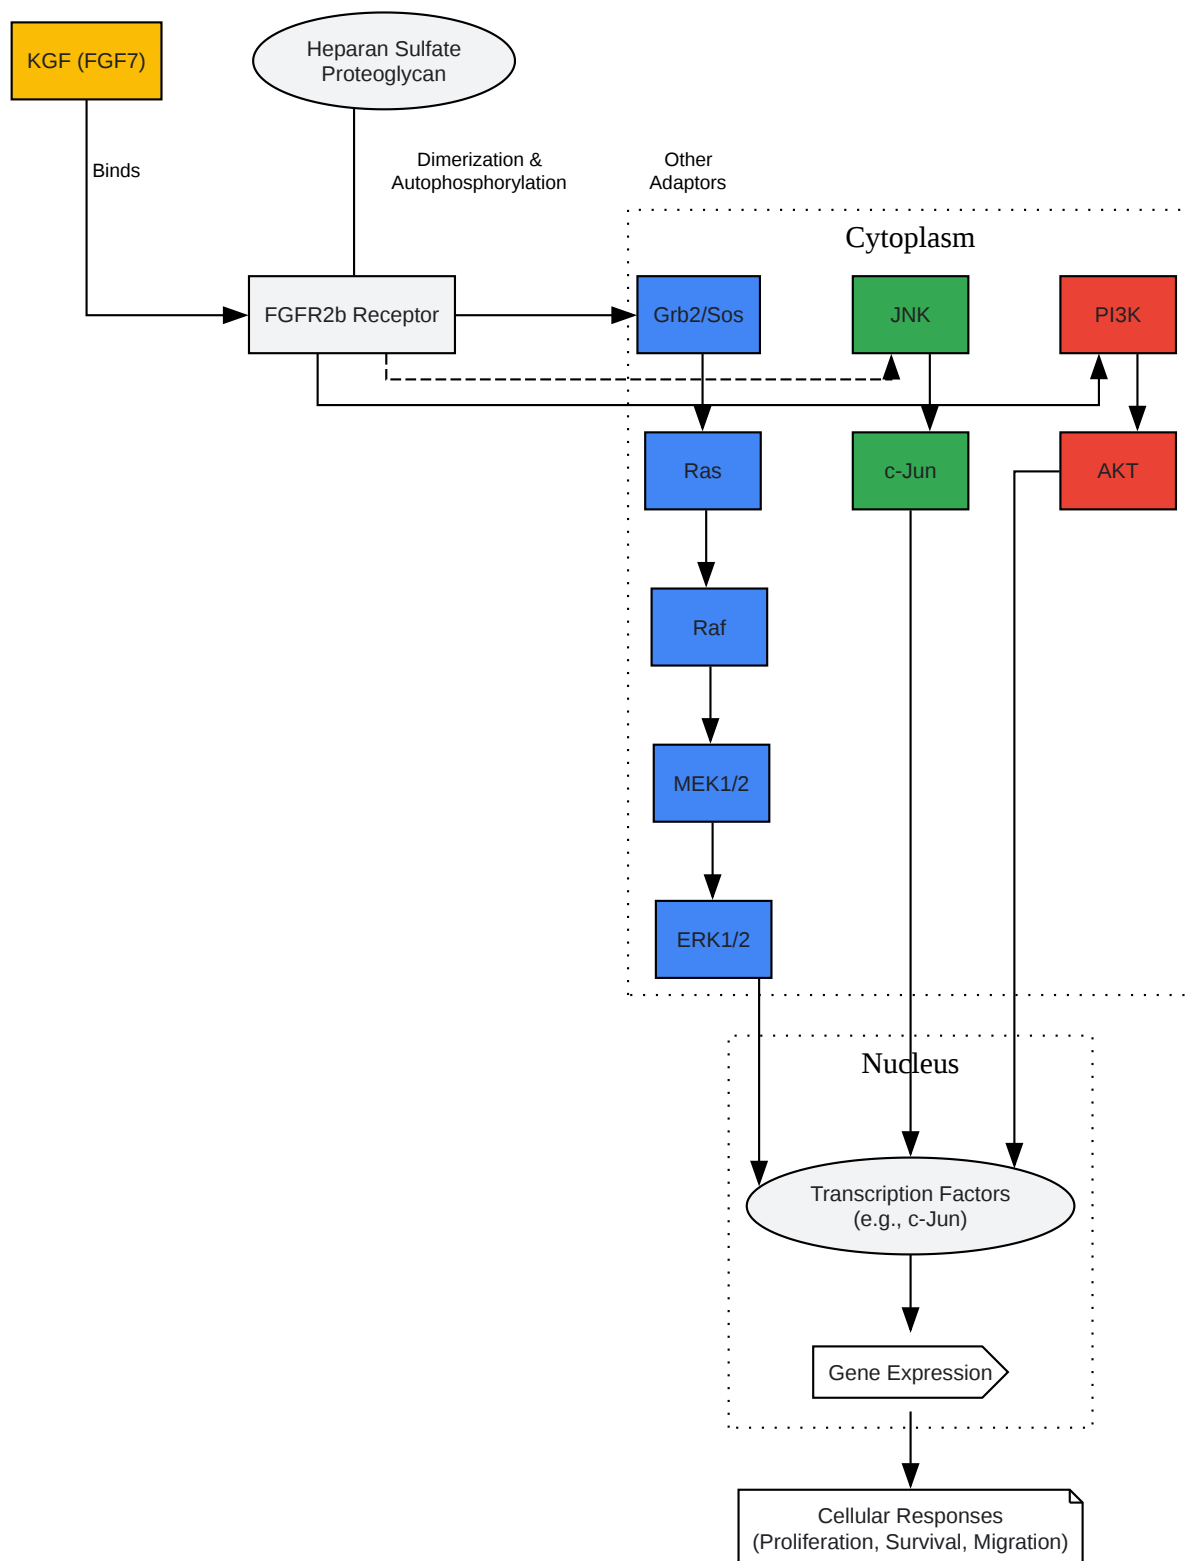 KGF (FGF7)
Heparan Sulfate
Proteoglycan
Binds
Dimerization &
Autophosphorylation
Other
Adaptors
Cytoplasm
FGFR2b Receptor
Grb2/Sos
JNK
PI3K
Ras
c-Jun
AKT
Raf
MEK1/2
ERK1/2
Nucleus
Transcription Factors
(e.g., c-Jun)
Gene Expression
Cellular Responses
(Proliferation, Survival, Migration)